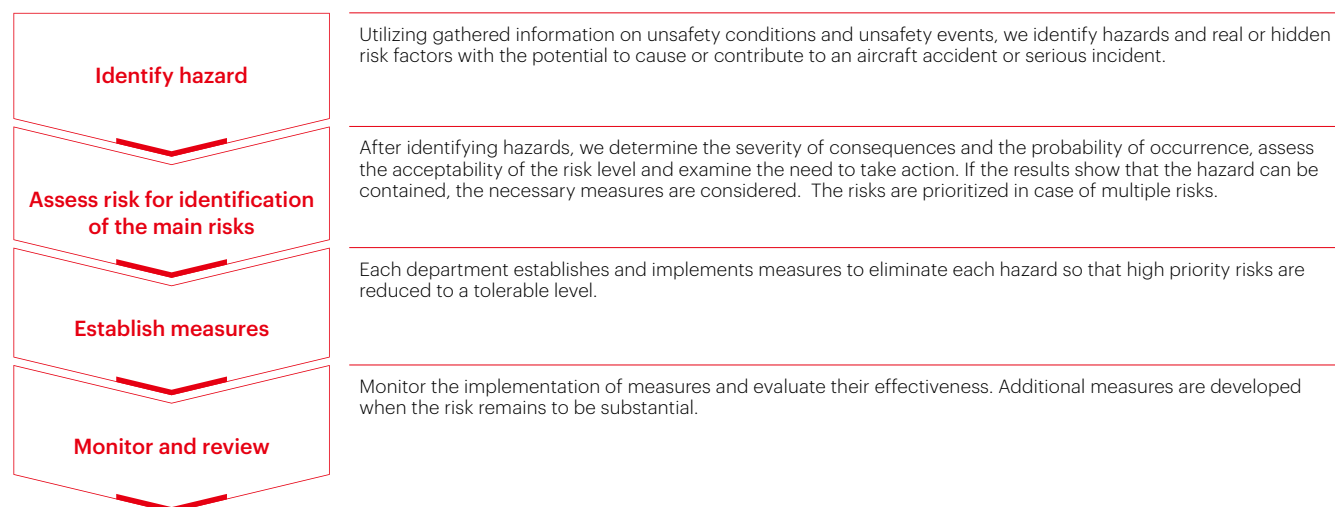 Identify hazard
Utilizing gathered information on unsafety conditions and unsafety events, we identify hazards and real or hidden
risk factors with the potential to cause or contribute to an aircraft accident or serious incident.
Assess risk for identification
of the main risks
After identifying hazards, we determine the severity of consequences and the probability of occurrence, assess
the acceptability of the risk level and examine the need to take action. If the results show that the hazard can be
contained, the necessary measures are considered.  The risks are prioritized in case of multiple risks.
Establish measures
Each department establishes and implements measures to eliminate each hazard so that high priority risks are
reduced to a tolerable level.
Monitor and review
Monitor the implementation of measures and evaluate their effectiveness. Additional measures are developed
when the risk remains to be substantial.